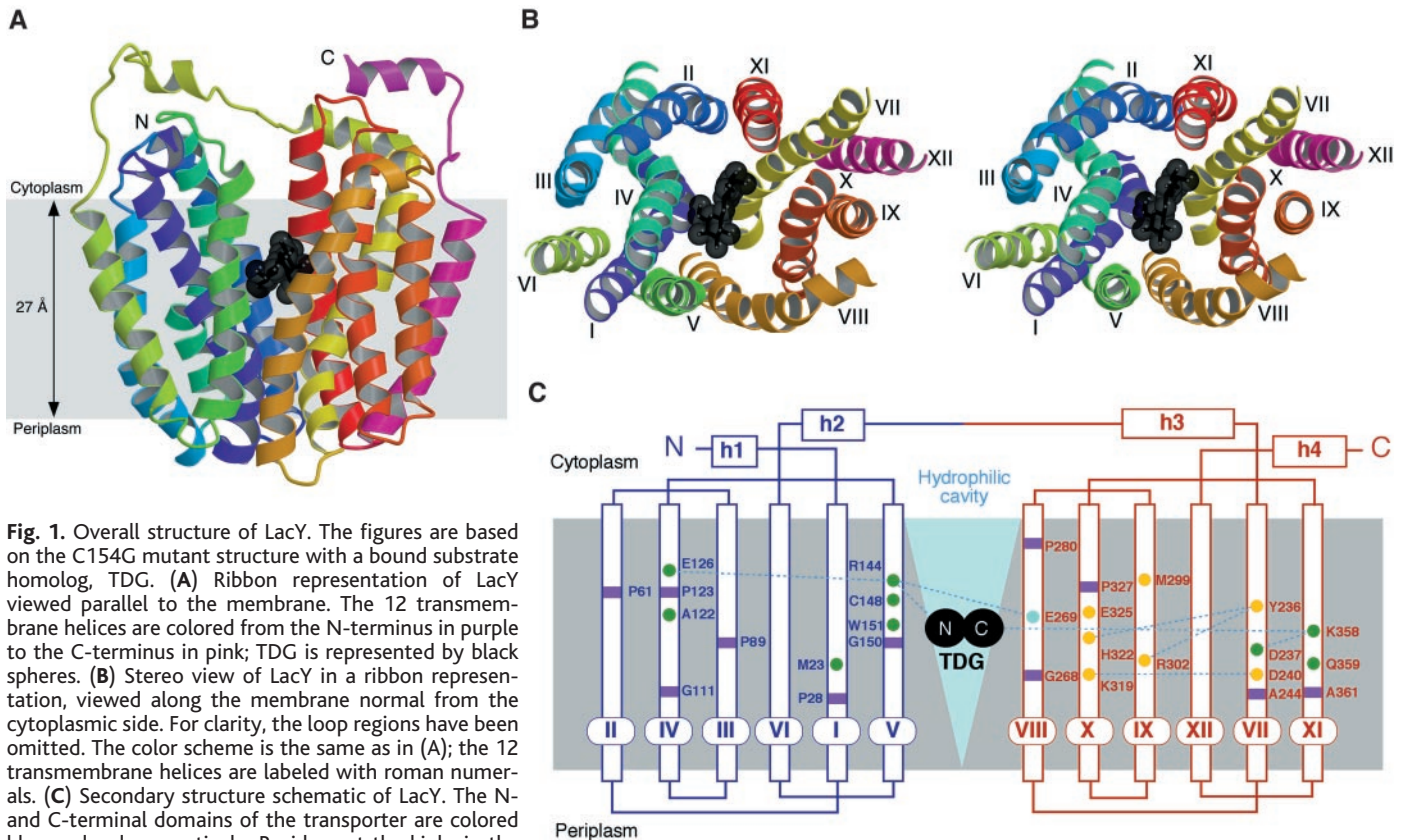 A
C
N
Cytoplasm
27 Å
Periplasm
B
II
XI
VII
XII
III
IV
X
IX
VI
I
V
VIII
II
XI
VII
XII
III
IV
X
IX
VI
I
V
VIII
Fig. 1. Overall structure of LacY. The figures are based
on the C154G mutant structure with a bound substrate
homolog, TDG. (A) Ribbon representation of LacY
viewed parallel to the membrane. The 12 transmem-
brane helices are colored from the N-terminus in purple
to the C-terminus in pink; TDG is represented by black
spheres. (B) Stereo view of LacY in a ribbon represen-
tation, viewed along the membrane normal from the
cytoplasmic side. For clarity, the loop regions have been
omitted. The color scheme is the same as in (A); the 12
transmembrane helices are labeled with roman numer-
als. (C) Secondary structure schematic of LacY. The N-
and C-terminal domains of the transporter are colored
C
h2
h3
N h1
h4 C
Cytoplasm
Hydrophilic
cavity
P280
E126
R144
M299
P61
P123
P327
C148
A122
E325
Y236
E269
N C
W151
K358
P89
G150
TDG
H322
D237
M23
R302
Q359
G268
D240
G111
P28
K319
A244
A361
II IV III VI I V VIII X IX XII VII XI
Periplasm